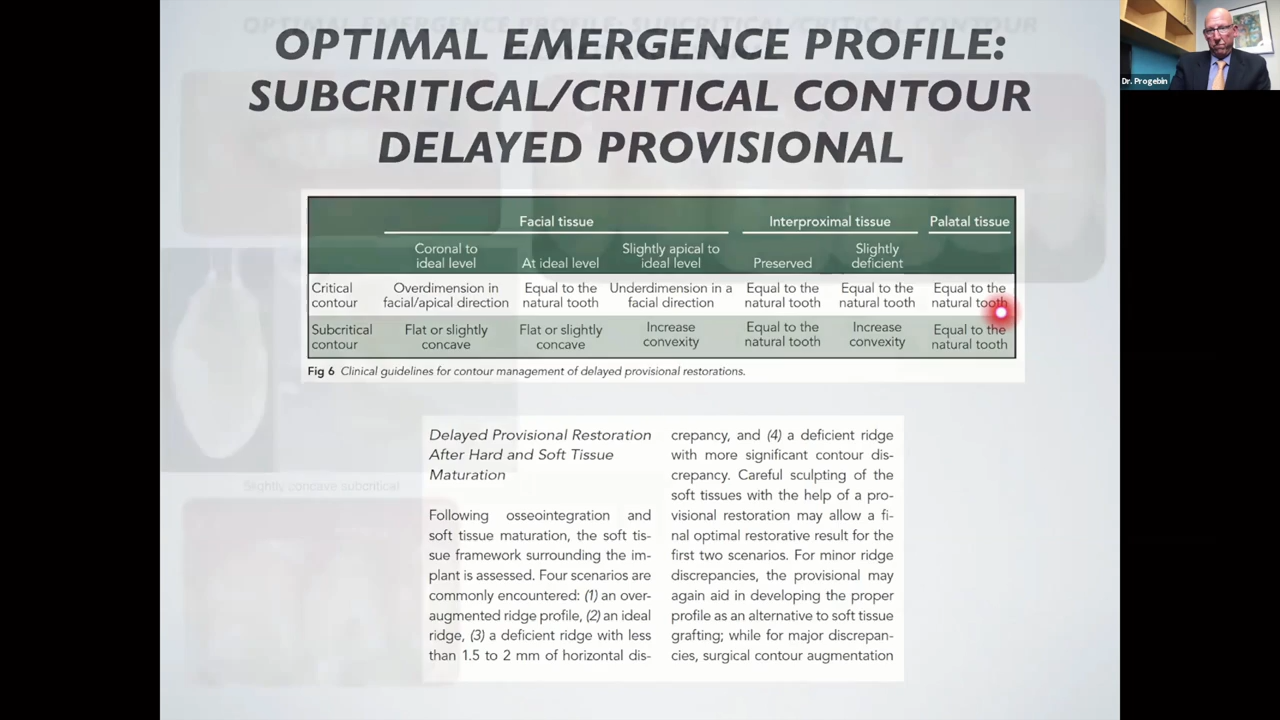 OPTIMAL EMERGENCE PROFILE:
SUBCRITICAL/CRITICAL CONTOUR
DELAYED PROVISIONAL
Dr. Progebin
Facial tissue Interproximal tissue Palatal tissue
Coronal to ideal level At ideal level Slightly apical to ideal level Preserved Slightly deficient
Critical contour Overdimension in facial/apical direction Equal to the natural tooth Underdimension in a facial direction Equal to the natural tooth Equal to the natural tooth Equal to the natural tooth
Subcritical contour Flat or slightly concave Flat or slightly concave Increase convexity Equal to the natural tooth Increase convexity Equal to the natural tooth
Fig 6 Clinical guidelines for contour management of delayed provisional restorations.
Slightly concave subcritical
Delayed Provisional Restoration
After Hard and Soft Tissue
Maturation
Following osseointegration and
soft tissue maturation, the soft tis-
sue framework surrounding the im-
plant is assessed. Four scenarios are
commonly encountered: (1) an over-
augmented ridge profile, (2) an ideal
ridge, (3) a deficient ridge with less
than 1.5 to 2 mm of horizontal dis-
crepancy, and (4) a deficient ridge
with more significant contour dis-
crepancy. Careful sculpting of the
soft tissues with the help of a pro-
visional restoration may allow a fi-
nal optimal restorative result for the
first two scenarios. For minor ridge
discrepancies, the provisional may
again aid in developing the proper
profile as an alternative to soft tissue
grafting; while for major discrepan-
cies, surgical contour augmentation